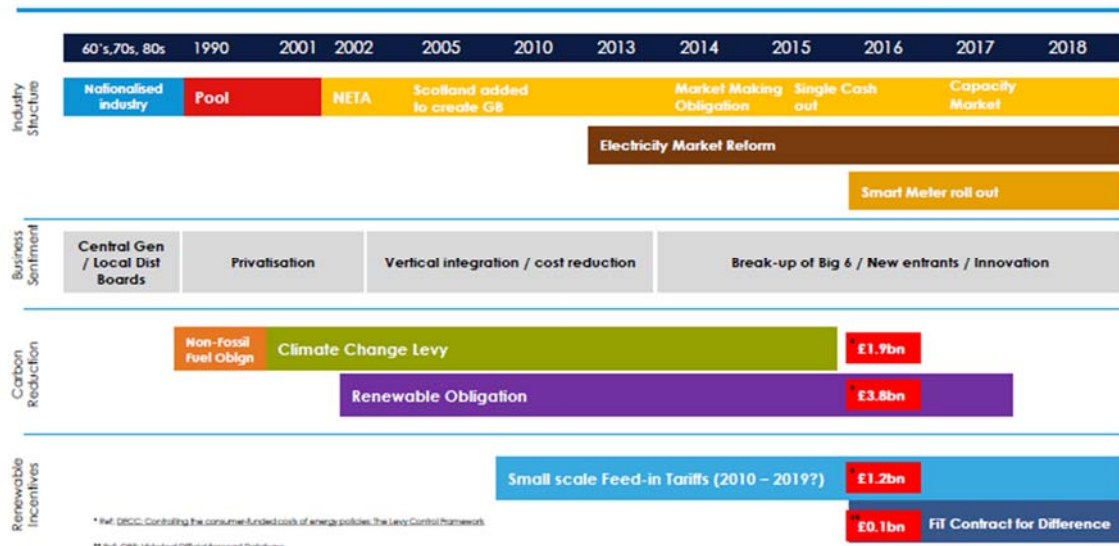 60's,70s, 80s 1990 2001 2002 2005 2010 2013 2014 2015 2016 2017 2018
Industry
Structure
Nationalised
industry
Pool
NETA
Scotland added
to create GB
Market Making
Obligation
Single Cash
out
Capacity
Market
Electricity Market Reform
Smart Meter roll out
Business
Sentiment
Central Gen
/ Local Dist
Boards
Privatisation
Vertical integration / cost reduction
Break-up of Big 6 / New entrants / Innovation
Carbon
Reduction
Non-Fossil
Fuel Oblgn
Climate Change Levy
* £1.9bn
Renewable Obligation
* £3.8bn
Renewable
Incentives
Small scale Feed-in Tariffs (2010 – 2019?)
* £1.2bn
** £0.1bn
FiT Contract for Difference
* Ref: DECC: Controlling the consumer-funded costs of energy policies: The Levy Control Framework